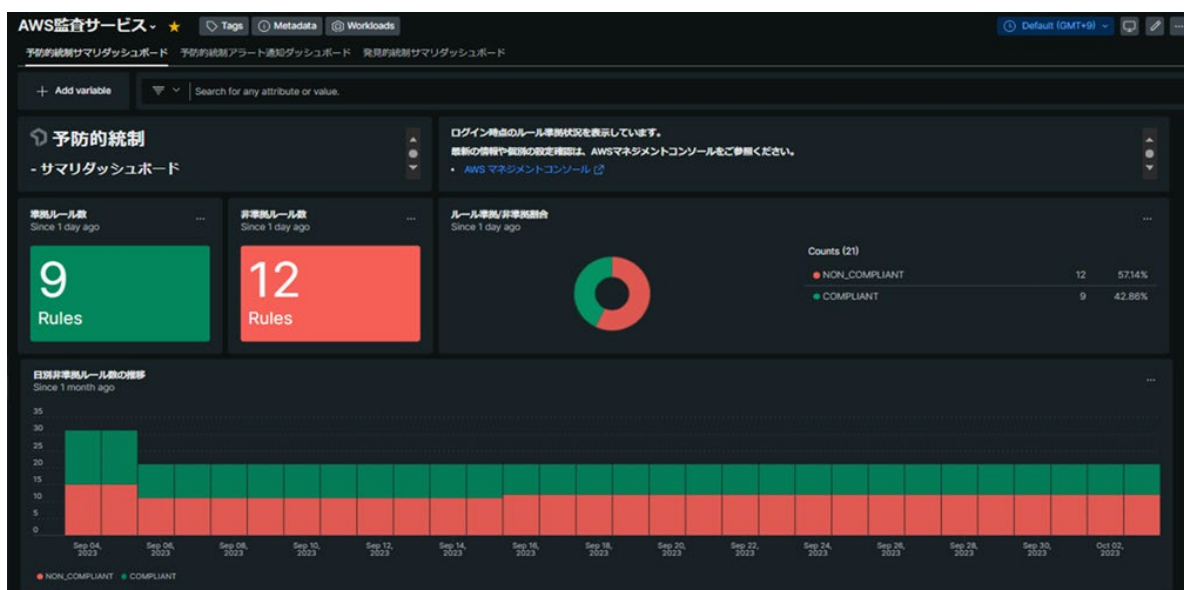 AWS監査サービス
Tags
Metadata
Workloads
Default (GMT+9)
予防的統制サマリダッシュボード
予防的統制アラート通知ダッシュボード
発見的統制サマリダッシュボード
Add variable
Search for any attribute or value.
予防的統制
- サマリダッシュボード
ログイン時点のルール準拠状況を表示しています。
最新の情報や個別の設定確認は、AWSマネジメントコンソールをご参照ください。
• AWS マネジメントコンソール
準拠ルール数
Since 1 day ago
9
Rules
非準拠ルール数
Since 1 day ago
12
Rules
ルール準拠/非準拠割合
Since 1 day ago
Counts (21)
NON_COMPLIANT 12 57.14%
COMPLIANT 9 42.86%
日別非準拠ルール数の推移
Since 1 month ago
35
30
25
20
15
10
5
0
Sep 04, 2023
Sep 06, 2023
Sep 08, 2023
Sep 10, 2023
Sep 12, 2023
Sep 14, 2023
Sep 16, 2023
Sep 18, 2023
Sep 20, 2023
Sep 22, 2023
Sep 24, 2023
Sep 26, 2023
Sep 28, 2023
Sep 30, 2023
Oct 02, 2023
NON_COMPLIANT
COMPLIANT